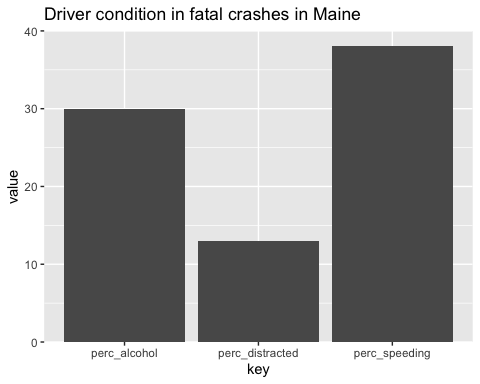 Driver condition in fatal crashes in Maine
40
30
20
10
0
value
perc_alcohol perc_distracted perc_speeding
key